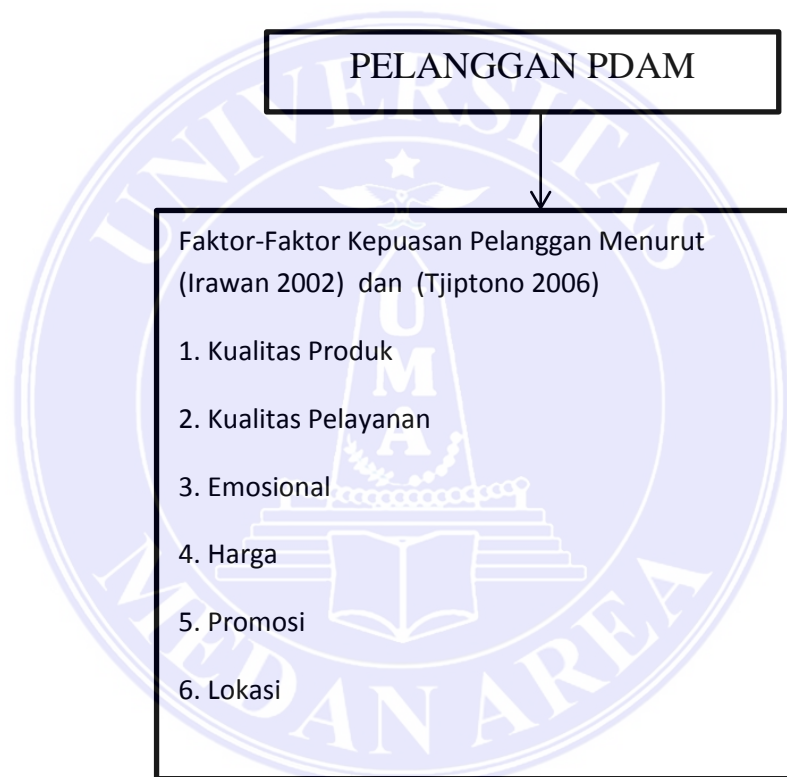 PELANGGAN PDAM
Faktor-Faktor Kepuasan Pelanggan Menurut
(Irawan 2002)  dan  (Tjiptono 2006)
1. Kualitas Produk
2. Kualitas Pelayanan
3. Emosional
4. Harga
5. Promosi
6. Lokasi
UNIVERSITAS
UMA
MEDAN AREA